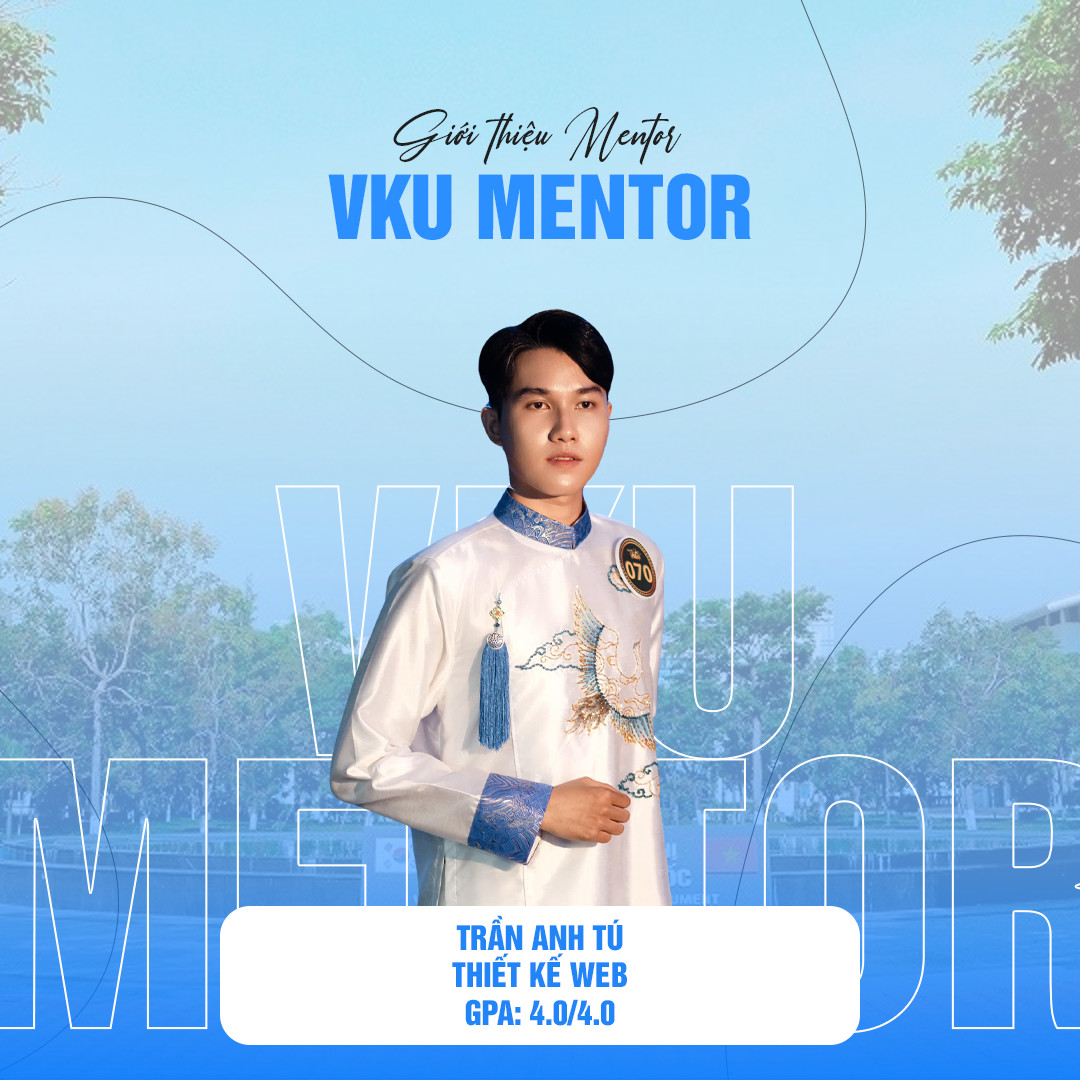 Giới thiệu Mentor
VKU MENTOR
070
VKU
MENTOR
TRẦN ANH TÚ
THIẾT KẾ WEB
GPA: 4.0/4.0